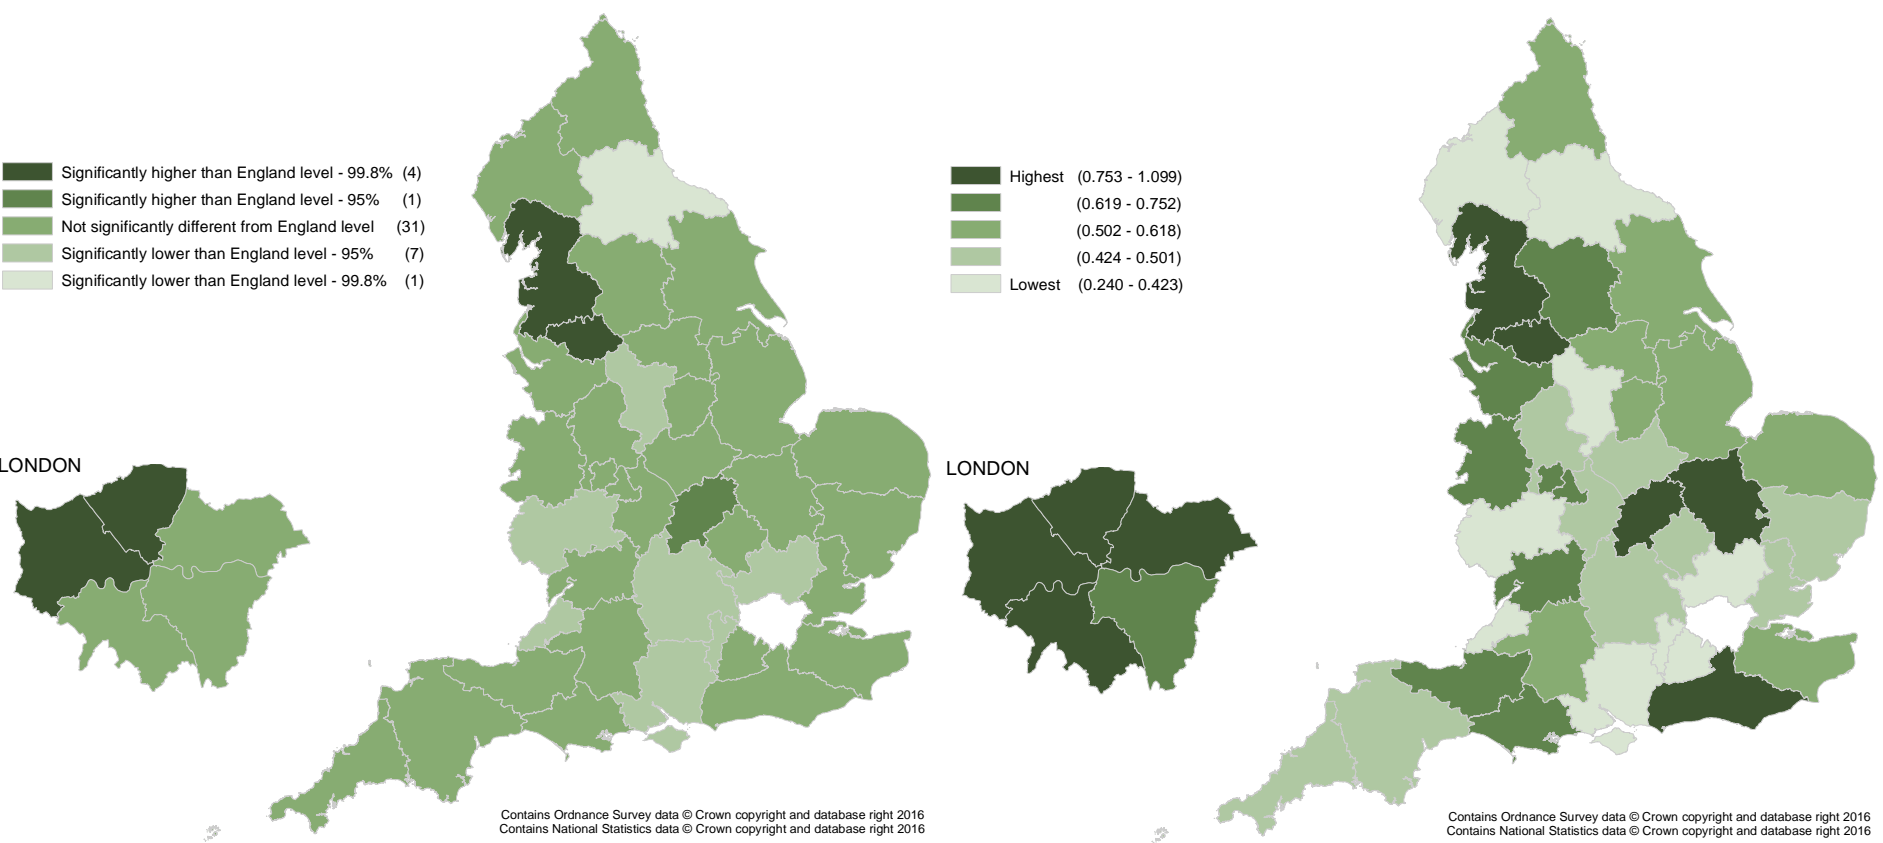 Significantly higher than England level - 99.8% (4)
Significantly higher than England level - 95% (1)
Not significantly different from England level (31)
Significantly lower than England level - 95% (7)
Significantly lower than England level - 99.8% (1)
LONDON
Contains Ordnance Survey data © Crown copyright and database right 2016
Contains National Statistics data © Crown copyright and database right 2016
Highest (0.753 - 1.099)
(0.619 - 0.752)
(0.502 - 0.618)
(0.424 - 0.501)
Lowest (0.240 - 0.423)
LONDON
Contains Ordnance Survey data © Crown copyright and database right 2016
Contains National Statistics data © Crown copyright and database right 2016